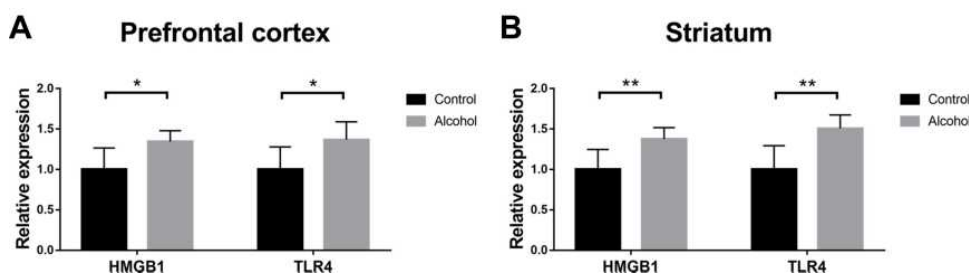 A
Prefrontal cortex
Relative expression
2.0
1.5
1.0
0.5
0.0
*
*
HMGB1
TLR4
Control
Alcohol
B
Striatum
Relative expression
2.0
1.5
1.0
0.5
0.0
**
**
HMGB1
TLR4
Control
Alcohol